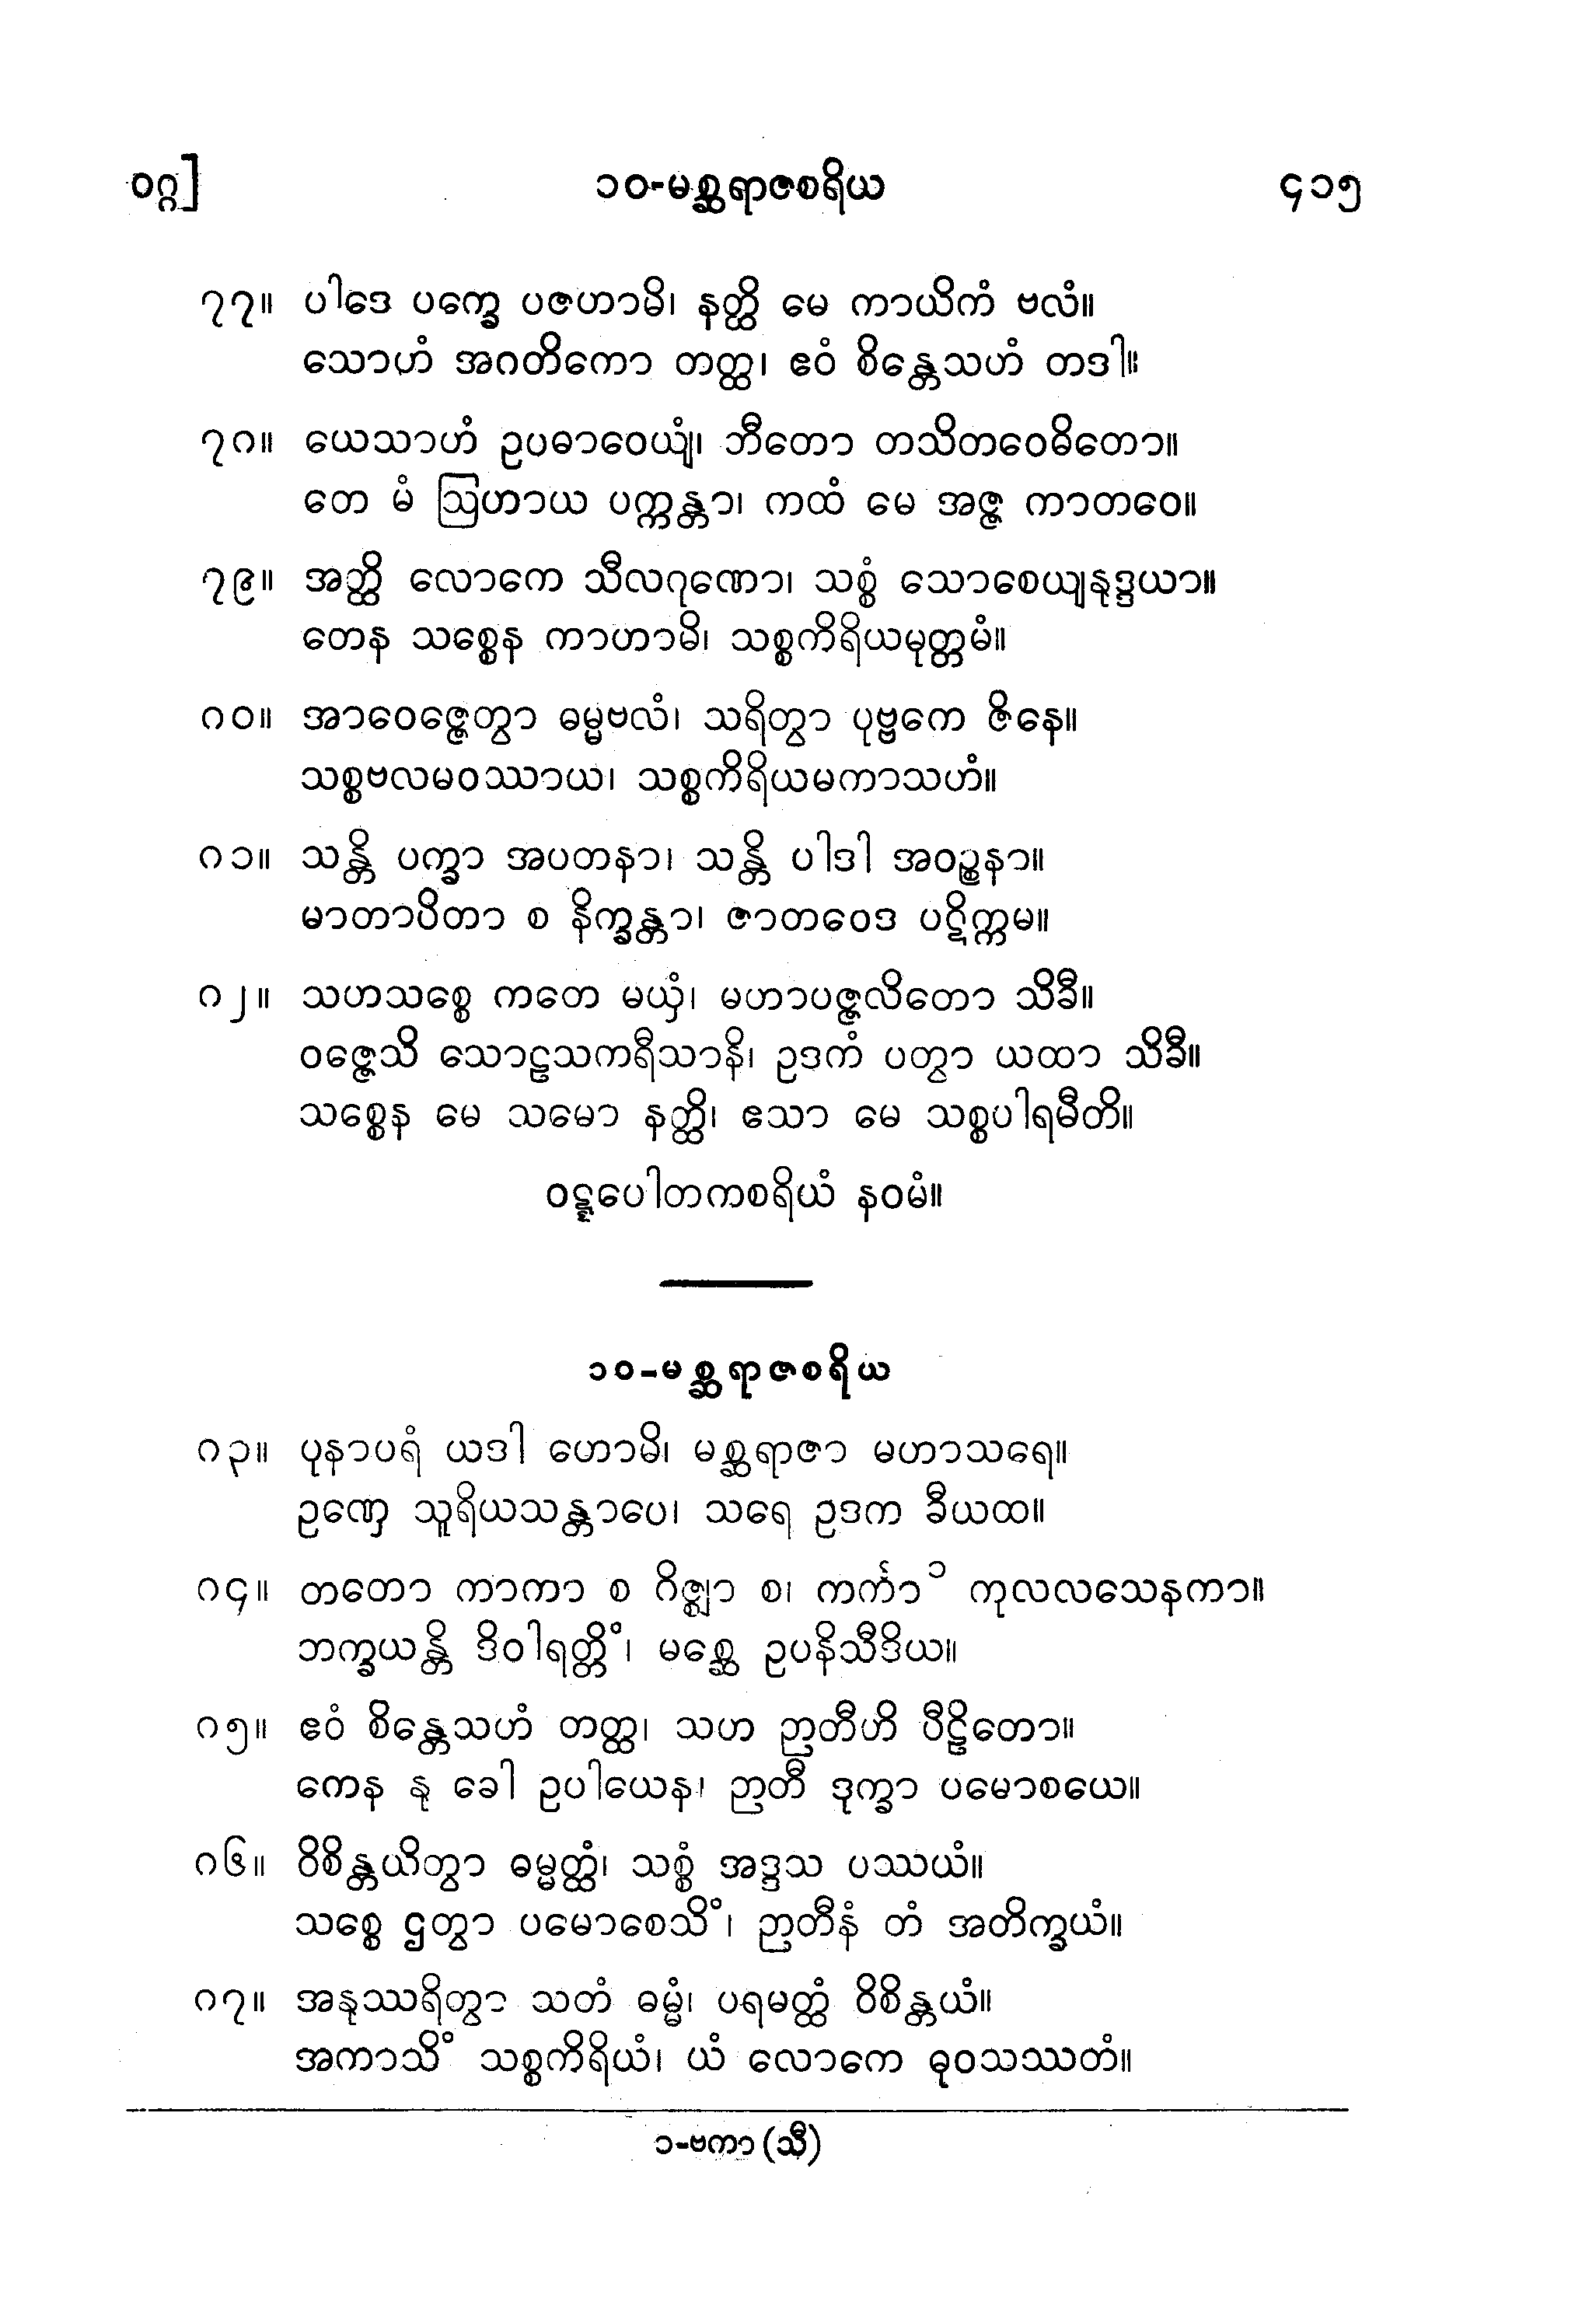 ဝဂ္ဂ]
၁၀-မစ္ဆရာဇစရိယ
၄၁၅
၇၇။ ပါဒေ ပက္ခေ ပဇဟာမိ၊ နတ္ထိ မေ ကာယိကံ ဗလံ။
သောဟံ အဂတိကော တတ္ထ၊ ဧဝံ စိန္တေသဟံ တဒါ။
၇၈။ ယေသာဟံ ဥပဓာဝေယျံ၊ ဘီတော တသိတဝေဓိတော။
တေ မံ ဩဟာယ ပက္ကန္တာ၊ ကထံ မေ အဇ္ဇ ကာတဝေ။
၇၉။ အတ္ထိ လောကေ သီလဂုဏော၊ သစ္စံ သောစေယျနုဒ္ဒယာ။
တေန သစ္စေန ကာဟာမိ၊ သစ္စကိရိယမုတ္တမံ။
၈၀။ အာဝေဇ္ဇေတွာ ဓမ္မဗလံ၊ သရိတွာ ပုဗ္ဗကေ ဇိနေ။
သစ္စဗလမဝဿာယ၊ သစ္စကိရိယမကာသဟံ။
၈၁။ သန္တိ ပက္ခာ အပတနာ၊ သန္တိ ပါဒါ အဝဉ္စနာ။
မာတာပိတာ စ နိက္ခန္တာ၊ ဇာတဝေဒ ပဋိက္ကမ။
၈၂။ သဟသစ္စေ ကတေ မယှံ၊ မဟာပဇ္ဇလိတော သိခီ။
ဝဇ္ဇေသိ သောဠသကရီသာနိ၊ ဥဒကံ ပတွာ ယထာ သိခီ။
သစ္စေန မေ သမော နတ္ထိ၊ ဧသာ မေ သစ္စပါရမီတိ။
ဝဋ္ဋပေါတကစရိယံ နဝမံ။
၁၀-မစ္ဆရာဇစရိယ
၈၃။ ပုနာပရံ ယဒါ ဟောမိ၊ မစ္ဆရာဇာ မဟာသရေ။
ဥဏှေ သူရိယသန္တာပေ၊ သရေ ဥဒက ခီယထ။
၈၄။ တတော ကာကာ စ ဂိဇ္ဈာ စ၊ ကင်္ကာ ၁ ကုလလသေနကာ။
ဘက္ခယန္တိ ဒိဝါရတ္တိံ၊ မစ္ဆေ ဥပနိသီဒိယ။
၈၅။ ဧဝံ စိန္တေသဟံ တတ္ထ၊ သဟ ဉာတီဟိ ပီဠိတော။
ကေန နု ခေါ ဥပါယေန၊ ဉာတီ ဒုက္ခာ ပမောစယေ။
၈၆။ ဝိစိန္တယိတွာ ဓမ္မတ္ထံ၊ သစ္စံ အဒ္ဒသ ပဿယံ။
သစ္စေ ဌတွာ ပမောစေသိံ၊ ဉာတီနံ တံ အတိက္ခယံ။
၈၇။ အနုဿရိတွာ သတံ ဓမ္မံ၊ ပရမတ္ထံ ဝိစိန္တယံ။
အကာသိံ သစ္စကိရိယံ၊ ယံ လောကေ ဓုဝသဿတံ။
၁-ဗကာ (သီ)